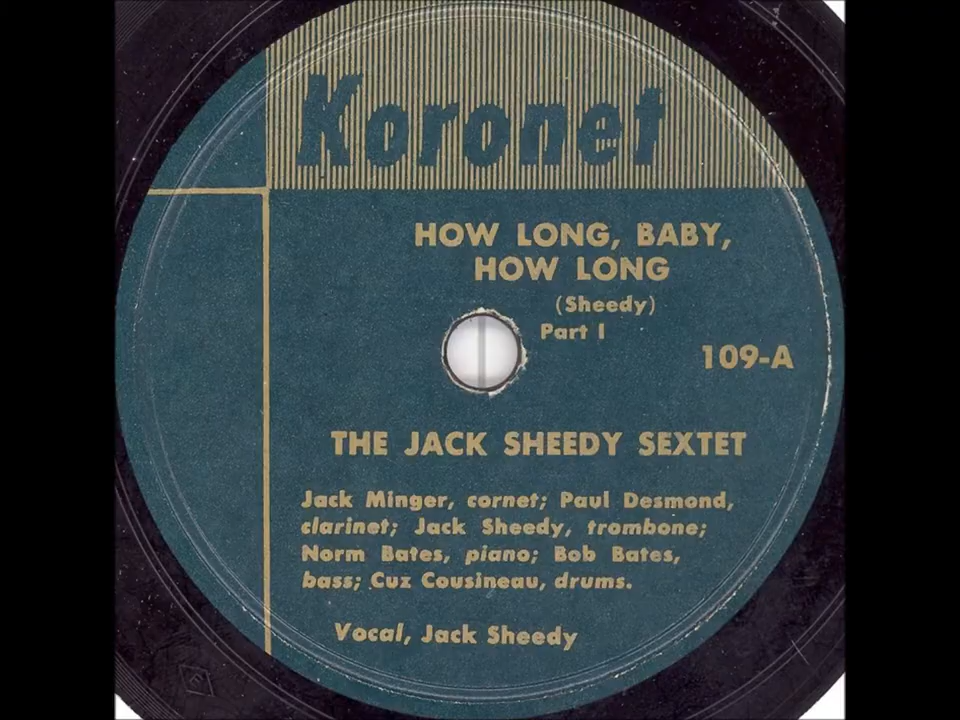 Koronet
HOW LONG, BABY,
HOW LONG
(Sheedy)
Part I
109-A
THE JACK SHEEDY SEXTET
Jack Minger, cornet; Paul Desmond,
clarinet; Jack Sheedy, trombone;
Norm Bates, piano; Bob Bates,
bass; Cuz Cousineau, drums.
Vocal, Jack Sheedy